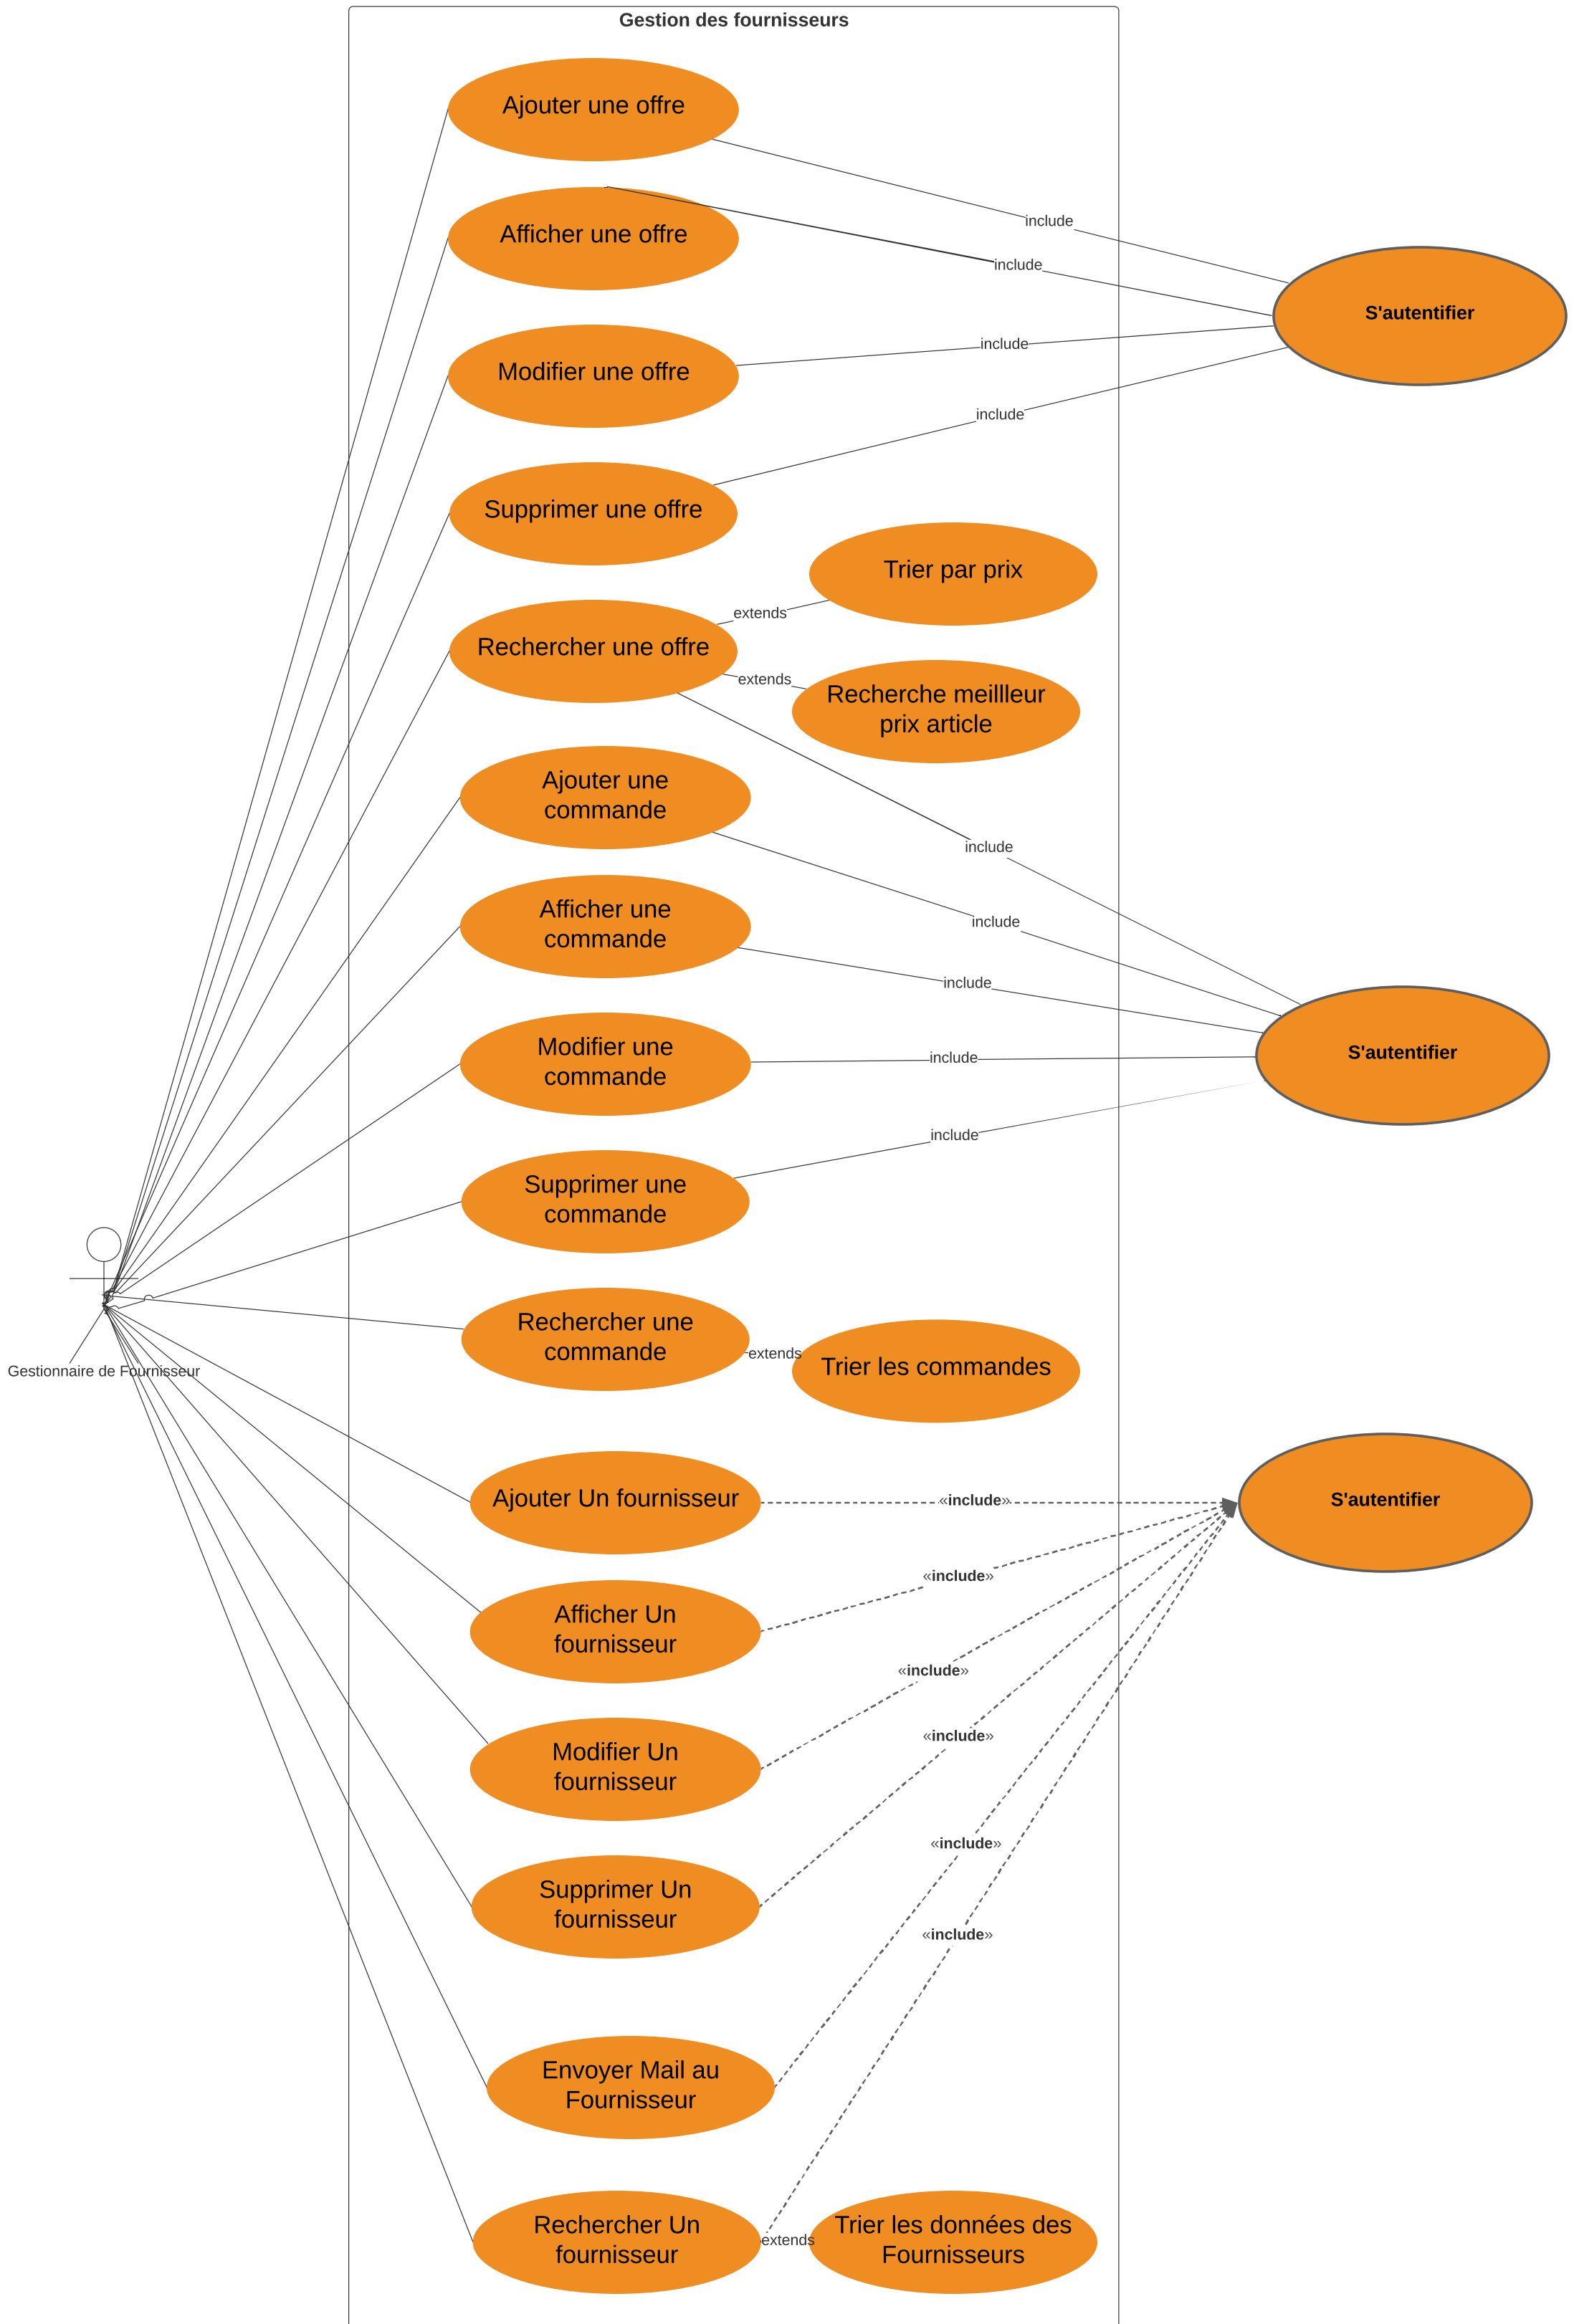 Gestion des fournisseurs
Ajouter une offre
include
Afficher une offre
include
S'autentifier
Modifier une offre
include
include
Supprimer une offre
Trier par prix
extends
Rechercher une offre
extends
Recherche meillleur
prix article
Ajouter une
commande
include
Afficher une
commande
include
include
Modifier une
commande
include
S'autentifier
include
Supprimer une
commande
Rechercher une
commande
extends
Trier les commandes
Gestionnaire de Fournisseur
Ajouter Un fournisseur
«include»
S'autentifier
«include»
Afficher Un
fournisseur
«include»
Modifier Un
fournisseur
«include»
«include»
Supprimer Un
fournisseur
«include»
Envoyer Mail au
Fournisseur
Rechercher Un
fournisseur
extends
Trier les données des
Fournisseurs